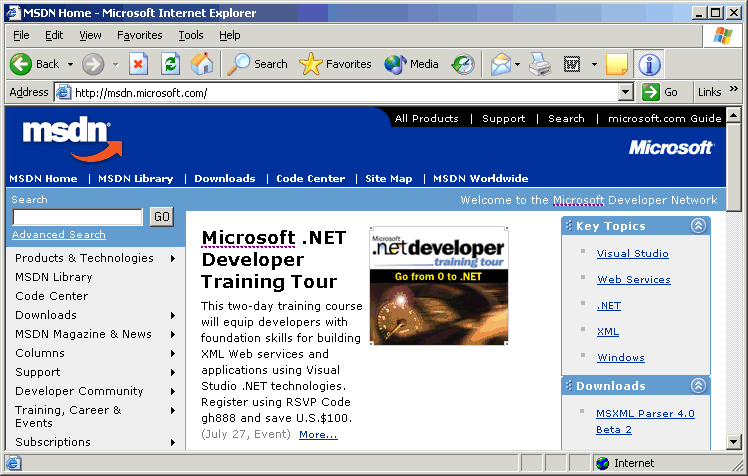 MSDN Home - Microsoft Internet Explorer
File Edit View Favorites Tools Help
Back Search Favorites Media
Address http://msdn.microsoft.com/ Go Links »
All Products | Support | Search | microsoft.com Guide
msdn
Microsoft
MSDN Home | MSDN Library | Downloads | Code Center | Site Map | MSDN Worldwide
Welcome to the Microsoft Developer Network
Search
GO
Advanced Search
Products & Technologies
MSDN Library
Code Center
Downloads
MSDN Magazine & News
Columns
Support
Developer Community
Training, Career &
Events
Subscriptions
Microsoft .NET
Developer
Training Tour
This two-day training course
will equip developers with
foundation skills for building
XML Web services and
applications using Visual
Studio .NET technologies.
Register using RSVP Code
gh888 and save U.S.$100.
(July 27, Event) More...
Microsoft
.net developer
training tour
Go from 0 to .NET
Key Topics
Visual Studio
Web Services
.NET
XML
Windows
Downloads
MSXML Parser 4.0
Beta 2
Internet